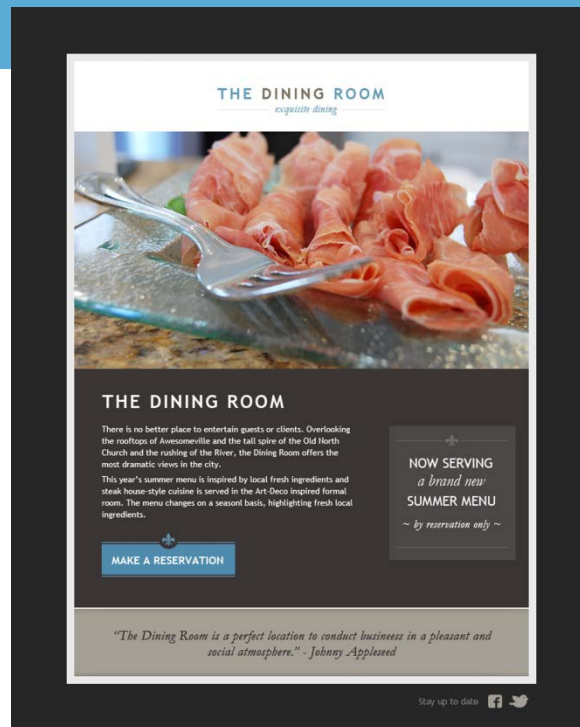 THE DINING ROOM
exquisite dining
THE DINING ROOM
There is no better place to entertain guests or clients. Overlooking
the rooftops of Awesomeville and the tall spire of the Old North
Church and the rushing of the River, the Dining Room offers the
most dramatic views in the city.
This year's summer menu is inspired by local fresh ingredients and
steak house-style cuisine is served in the Art-Deco inspired formal
room. The menu changes on a seasonl basis, highlighting fresh local
ingredients.
MAKE A RESERVATION
NOW SERVING
a brand new
SUMMER MENU
~ by reservation only ~
"The Dining Room is a perfect location to conduct busineess in a pleasant and
social atmosphere." - Johnny Appleseed
Stay up to date